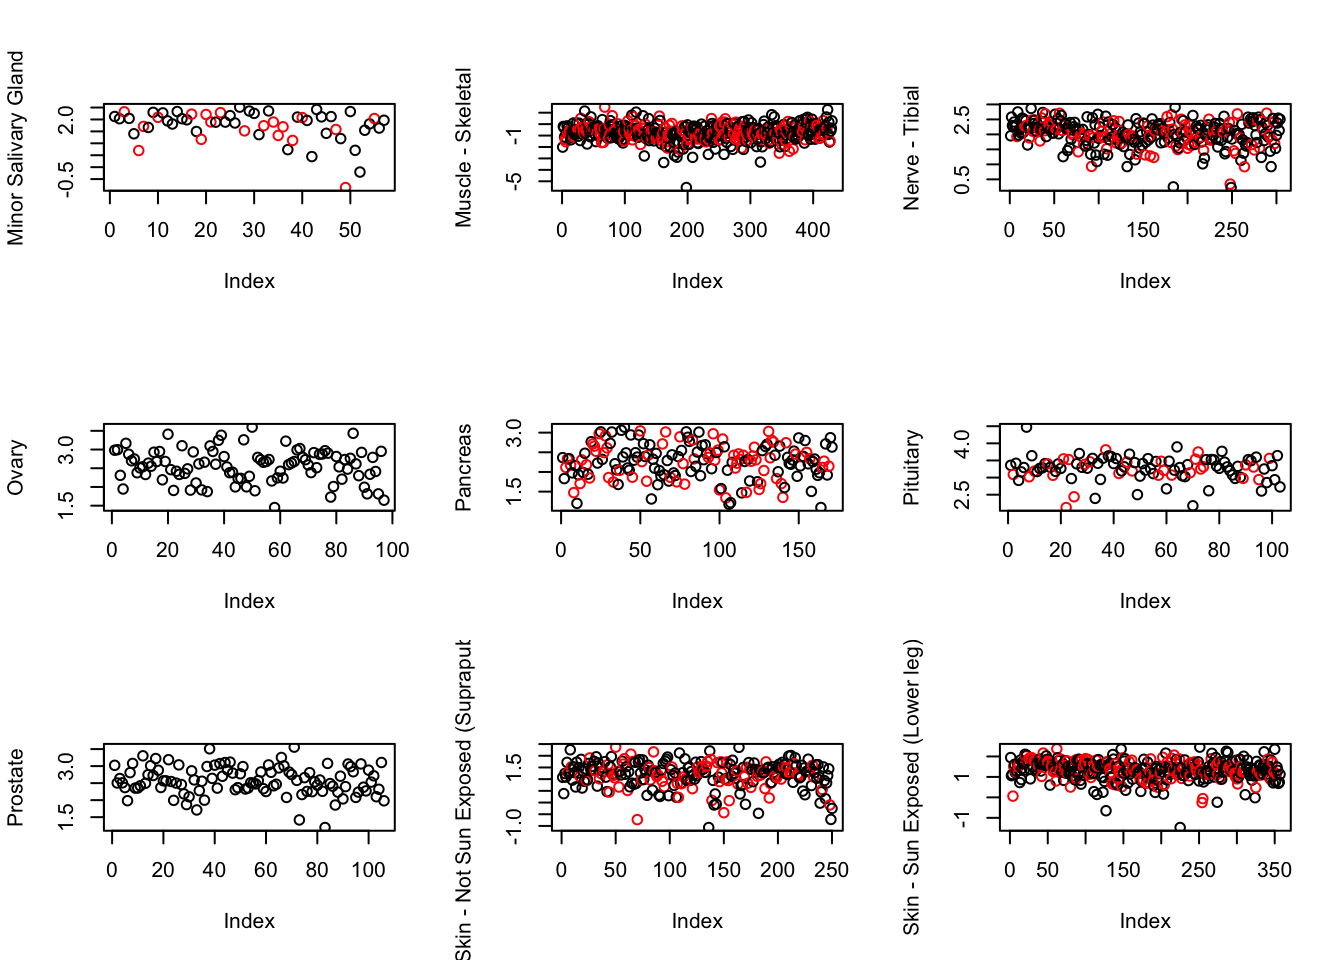 Minor Salivary Gland
2.0
-0.5
0 10 20 30 40 50
Index
Muscle - Skeletal
-1
-5
0 100 200 300 400
Index
Nerve - Tibial
2.5
0.5
0 50 150 250
Index
Ovary
3.0
1.5
0 20 40 60 80 100
Index
Pancreas
3.0
1.5
0 50 100 150
Index
Pituitary
4.0
2.5
0 20 40 60 80 100
Index
Prostate
3.0
1.5
0 20 40 60 80 100
Index
Skin - Not Sun Exposed (Suprapub
1.5
-1.0
0 50 100 150 200 250
Index
Skin - Sun Exposed (Lower leg)
1
-1
0 50 150 250 350
Index